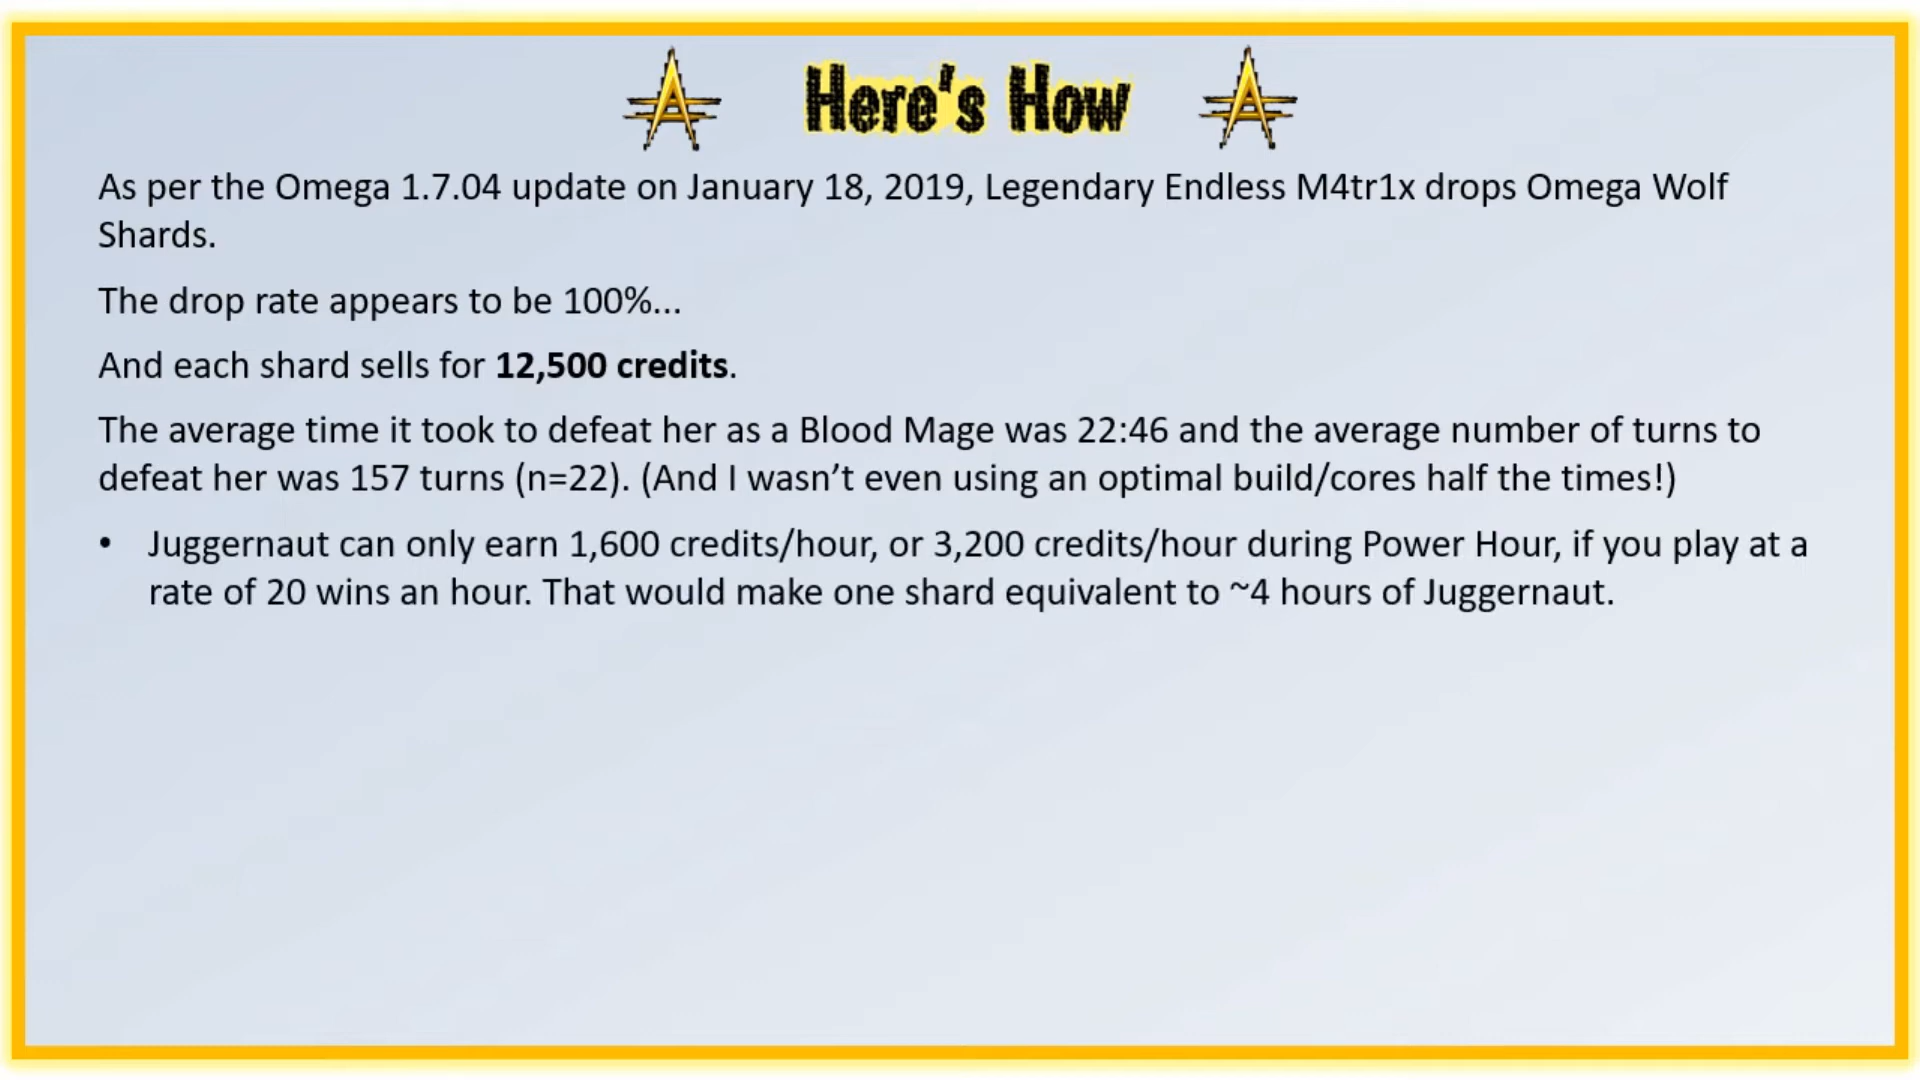 Here's How
As per the Omega 1.7.04 update on January 18, 2019, Legendary Endless M4tr1x drops Omega Wolf
Shards.
The drop rate appears to be 100%...
And each shard sells for 12,500 credits.
The average time it took to defeat her as a Blood Mage was 22:46 and the average number of turns to
defeat her was 157 turns (n=22). (And I wasn’t even using an optimal build/cores half the times!)
• Juggernaut can only earn 1,600 credits/hour, or 3,200 credits/hour during Power Hour, if you play at a
rate of 20 wins an hour. That would make one shard equivalent to ~4 hours of Juggernaut.